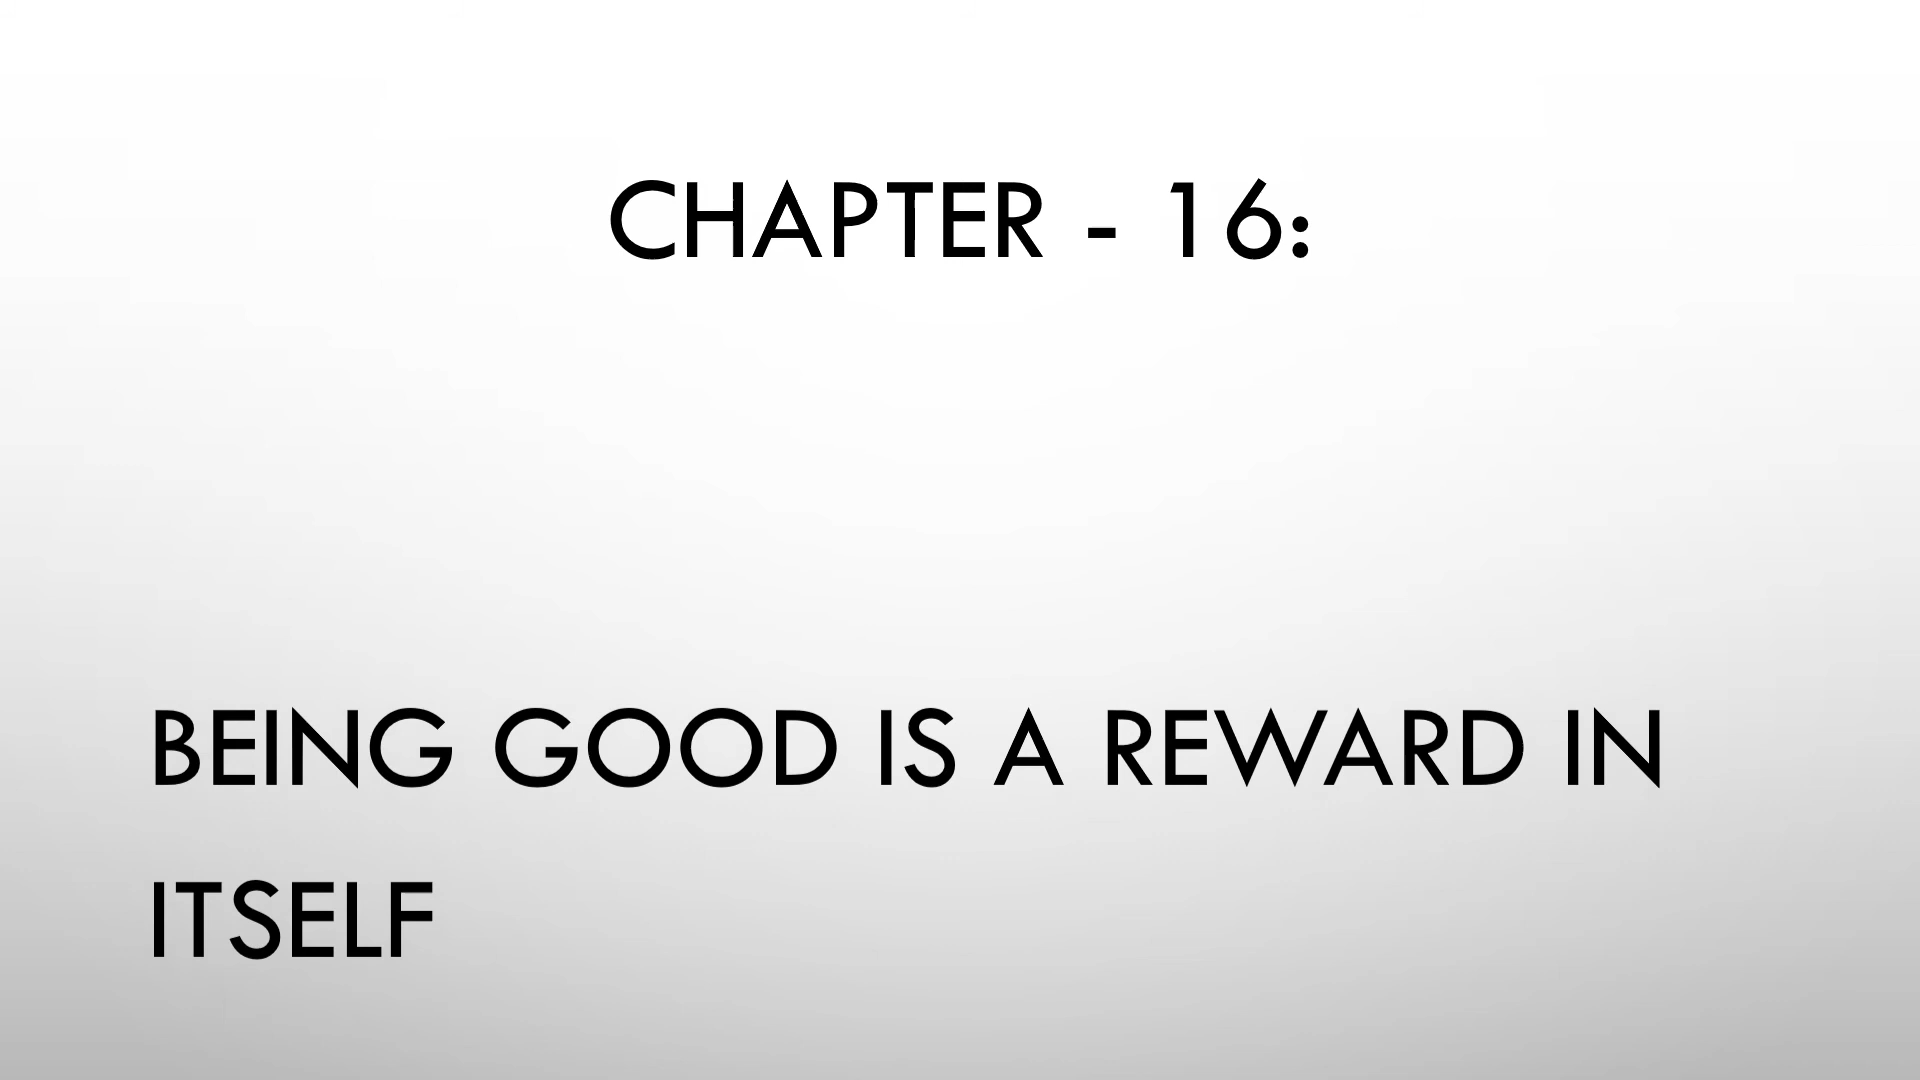 CHAPTER - 16:
BEING GOOD IS A REWARD IN
ITSELF